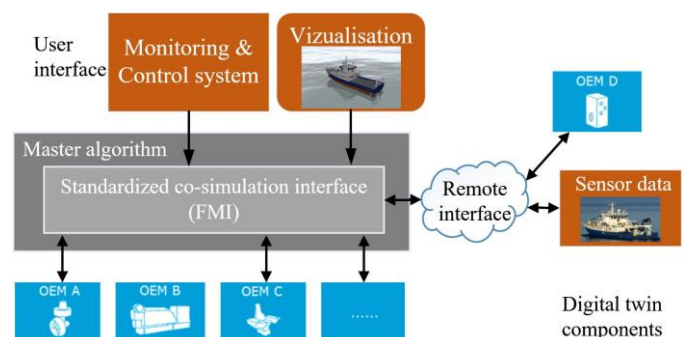 User
interface
Monitoring &
Control system
Vizualisation
OEM D
Master algorithm
Standardized co-simulation interface
(FMI)
Remote
interface
Sensor data
OEM A
OEM B
OEM C
......
Digital twin
components